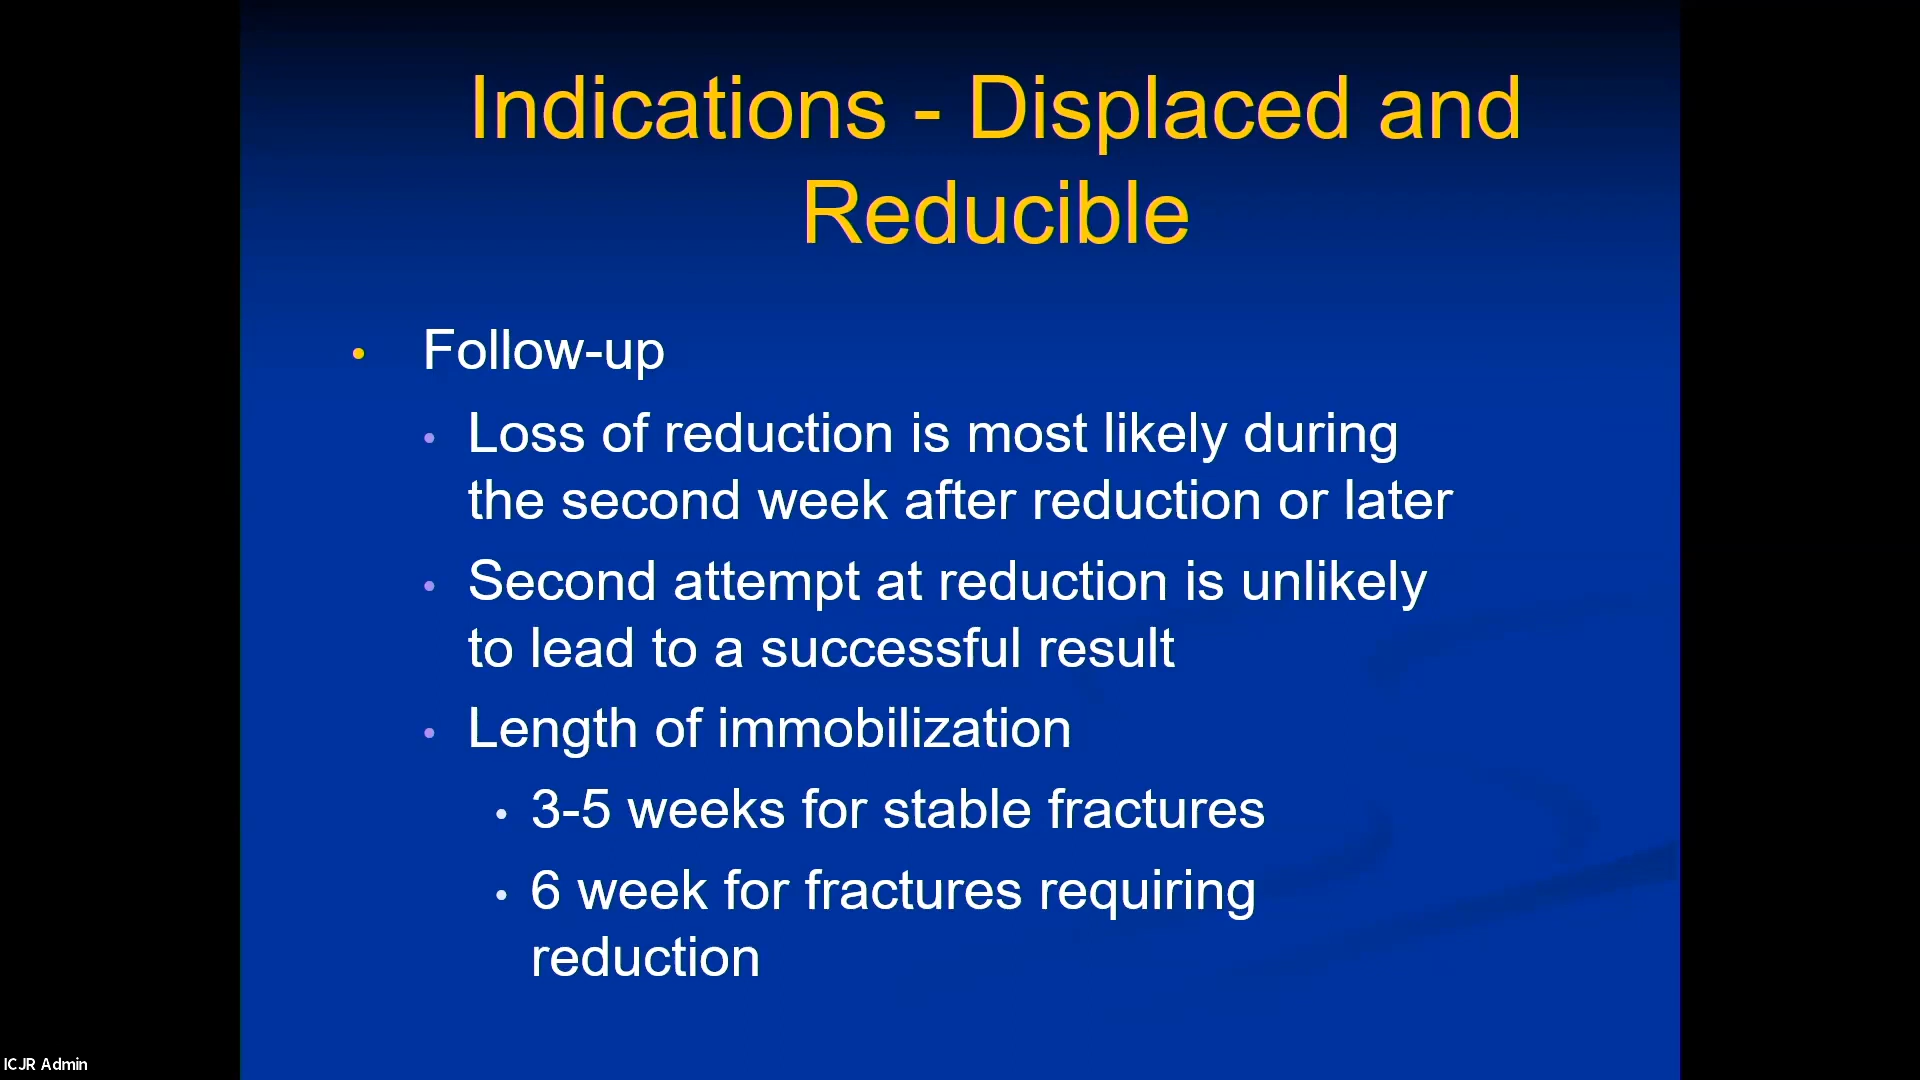 Indications - Displaced and
Reducible
• Follow-up
• Loss of reduction is most likely during
the second week after reduction or later
• Second attempt at reduction is unlikely
to lead to a successful result
• Length of immobilization
• 3-5 weeks for stable fractures
• 6 week for fractures requiring
reduction
ICJR Admin